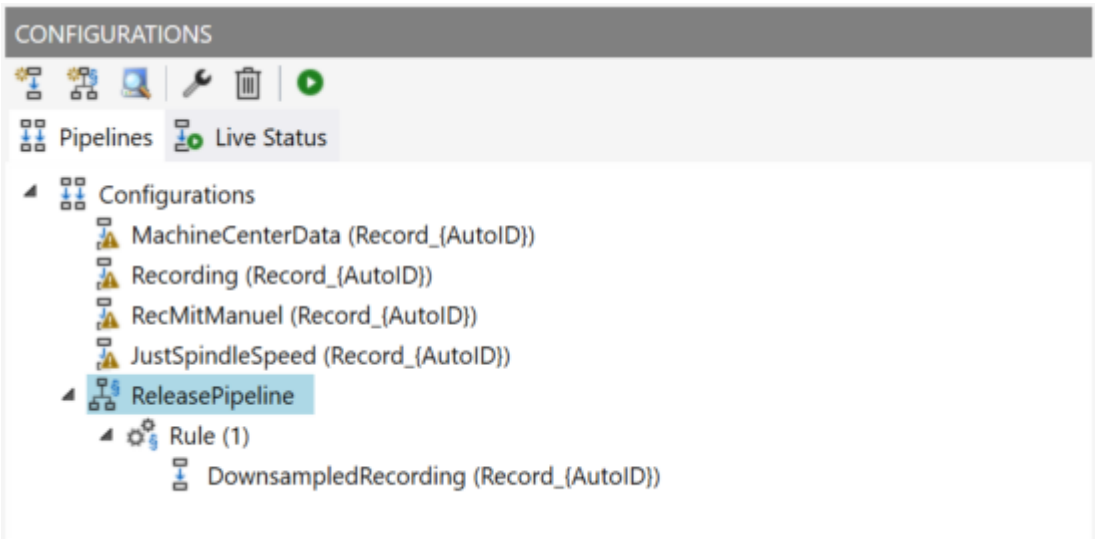 CONFIGURATIONS
Pipelines Live Status
Configurations
MachineCenterData (Record_{AutoID})
Recording (Record_{AutoID})
RecMitManuel (Record_{AutoID})
JustSpindleSpeed (Record_{AutoID})
ReleasePipeline
Rule (1)
DownsampledRecording (Record_{AutoID})